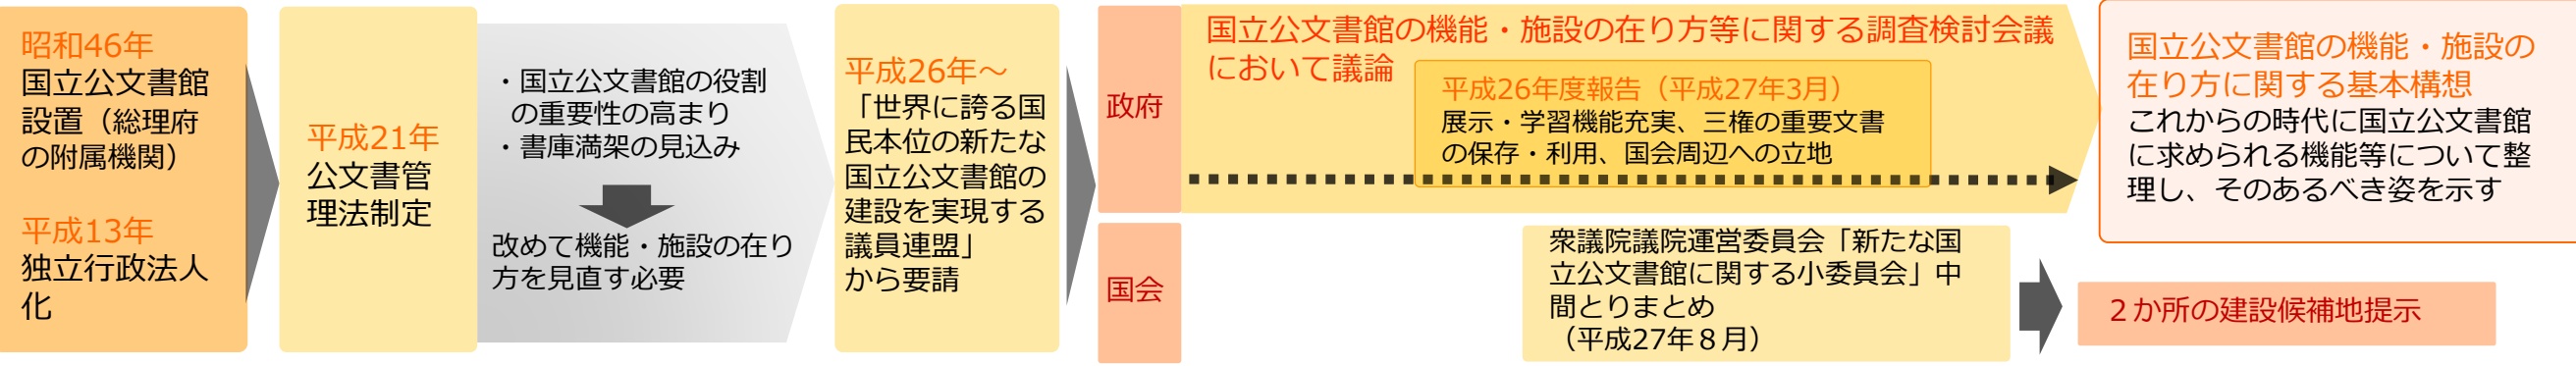 昭和46年
国立公文書館
設置（総理府
の附属機関）
平成13年
独立行政法人
化
平成21年
公文書管
理法制定
・国立公文書館の役割
の重要性の高まり
・書庫満架の見込み
改めて機能・施設の在り
方を見直す必要
平成26年～
「世界に誇る国
民本位の新たな
国立公文書館の
建設を実現する
議員連盟」
から要請
政府
国立公文書館の機能・施設の在り方等に関する調査検討会議
において議論
平成26年度報告（平成27年3月）
展示・学習機能充実、三権の重要文書
の保存・利用、国会周辺への立地
国立公文書館の機能・施設の
在り方に関する基本構想
これからの時代に国立公文書館
に求められる機能等について整
理し、そのあるべき姿を示す
国会
衆議院議院運営委員会「新たな国
立公文書館に関する小委員会」中
間とりまとめ
（平成27年８月）
２か所の建設候補地提示